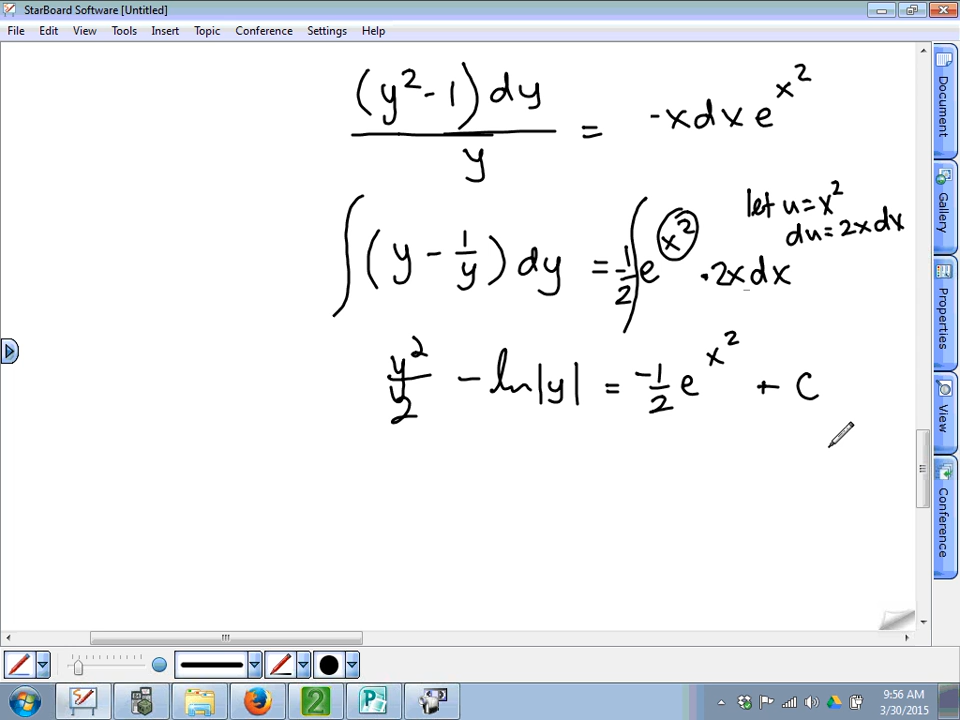 StarBoard Software [Untitled]
File Edit View Tools Insert Topic Conference Settings Help
(y² - 1) dy / y = -x dx e^x²
let u = x²
du = 2x dx
∫ (y - 1/y) dy = -1/2 ∫ e^x² · 2x dx
y²/2 - ln|y| = -1/2 e^x² + C
Document
Gallery
Properties
View
Conference
2
9:56 AM
3/30/2015